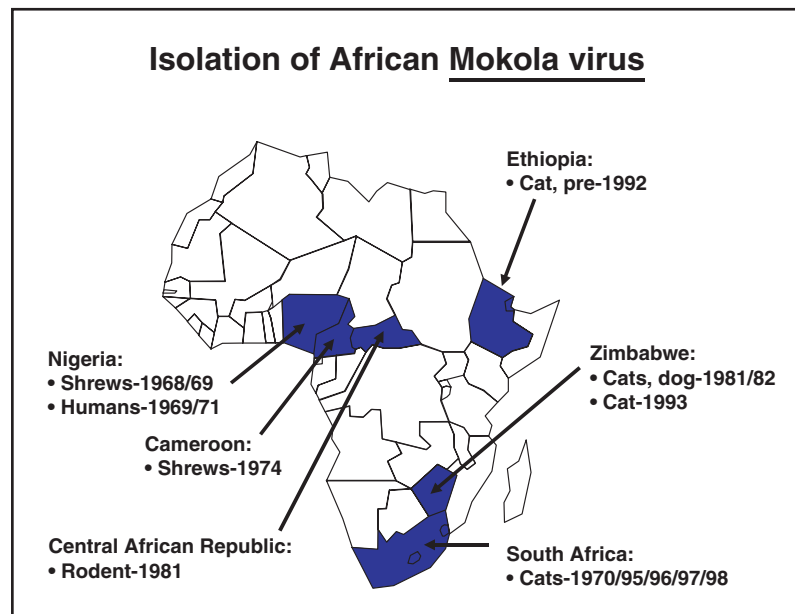 Isolation of African Mokola virus
Ethiopia:
• Cat, pre-1992
Nigeria:
• Shrews-1968/69
• Humans-1969/71
Zimbabwe:
• Cats, dog-1981/82
• Cat-1993
Cameroon:
• Shrews-1974
Central African Republic:
• Rodent-1981
South Africa:
• Cats-1970/95/96/97/98